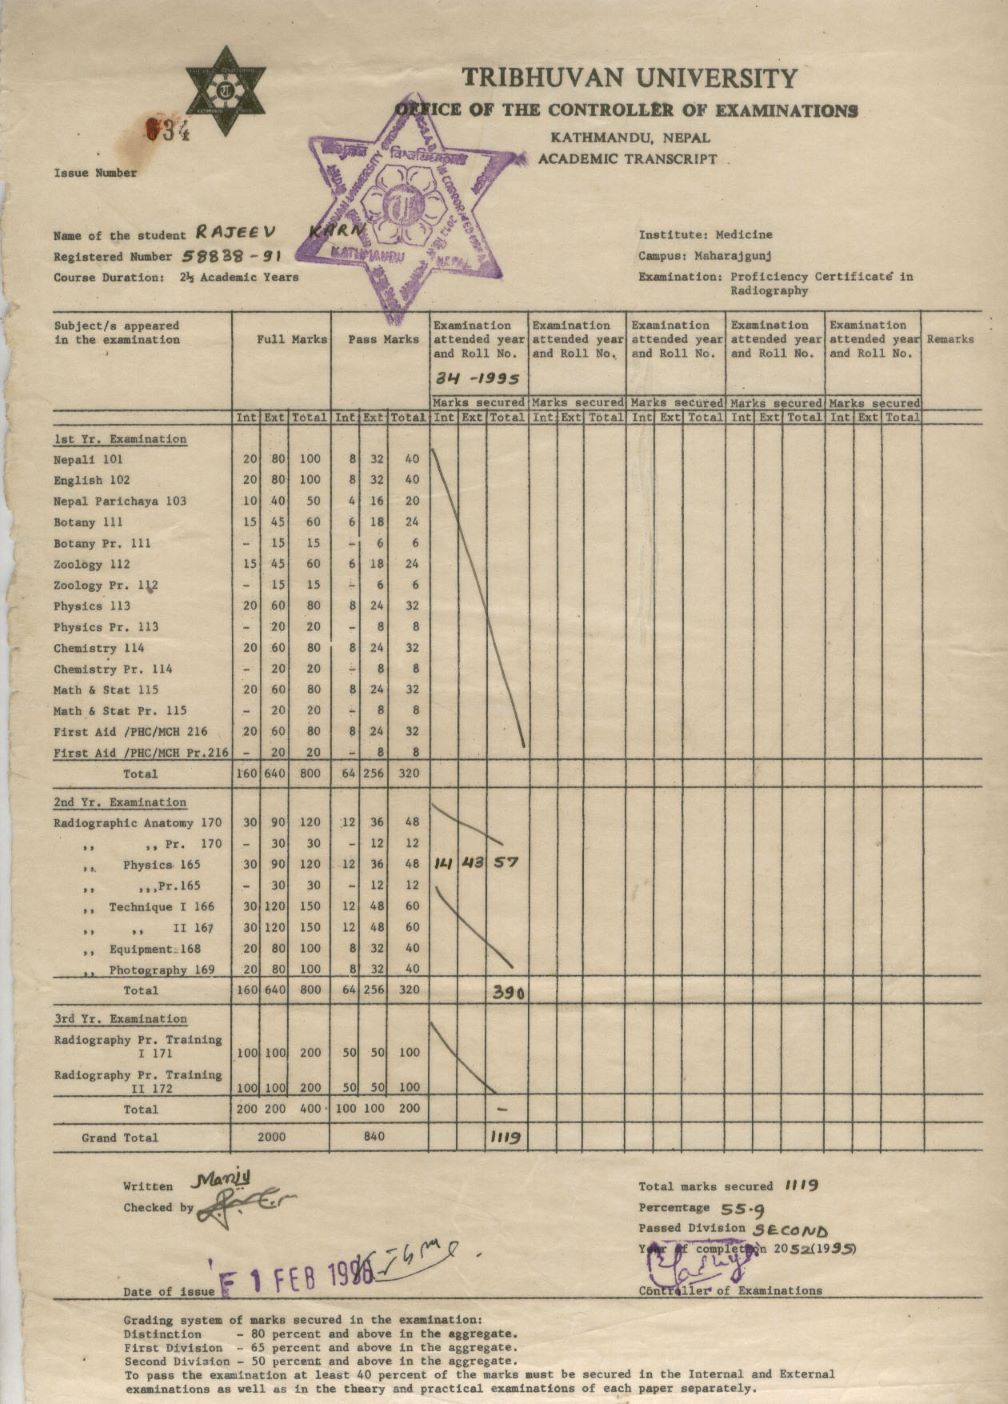 TRIBHUVAN UNIVERSITY
OFFICE OF THE CONTROLLER OF EXAMINATIONS
KATHMANDU, NEPAL
ACADEMIC TRANSCRIPT
034
Issue Number
Name of the student RAJEEV KARN
Registered Number 58838-91
Course Duration: 2½ Academic Years
Institute: Medicine
Campus: Maharajgunj
Examination: Proficiency Certificate in
Radiography
KATHMANDU NEPAL
Subject/s appeared in the examination Full Marks Pass Marks Examination attended year and Roll No. Examination attended year and Roll No. Examination attended year and Roll No. Examination attended year and Roll No. Examination attended year and Roll No. Remarks
34 -1995
Marks secured Marks secured Marks secured Marks secured Marks secured
Int Ext Total Int Ext Total Int Ext Total Int Ext Total Int Ext Total Int Ext Total Int Ext Total
1st Yr. Examination
Nepali 101 20 80 100 8 32 40
English 102 20 80 100 8 32 40
Nepal Parichaya 103 10 40 50 4 16 20
Botany 111 15 45 60 6 18 24
Botany Pr. 111 - 15 15 - 6 6
Zoology 112 15 45 60 6 18 24
Zoology Pr. 112 - 15 15 - 6 6
Physics 113 20 60 80 8 24 32
Physics Pr. 113 - 20 20 - 8 8
Chemistry 114 20 60 80 8 24 32
Chemistry Pr. 114 - 20 20 - 8 8
Math & Stat 115 20 60 80 8 24 32
Math & Stat Pr. 115 - 20 20 - 8 8
First Aid /PHC/MCH 216 20 60 80 8 24 32
First Aid /PHC/MCH Pr.216 - 20 20 - 8 8
Total 160 640 800 64 256 320
2nd Yr. Examination
Radiographic Anatomy 170 30 90 120 12 36 48
,, ,, Pr. 170 - 30 30 - 12 12
,, Physics 165 30 90 120 12 36 48 14 43 57
,, ,,,Pr.165 - 30 30 - 12 12
,, Technique I 166 30 120 150 12 48 60
,, ,, II 167 30 120 150 12 48 60
,, Equipment 168 20 80 100 8 32 40
,, Photography 169 20 80 100 8 32 40
Total 160 640 800 64 256 320 390
3rd Yr. Examination
Radiography Pr. Training
I 171 100 100 200 50 50 100
Radiography Pr. Training
II 172 100 100 200 50 50 100
Total 200 200 400 100 100 200 -
Grand Total 2000 840 1119
Written Manju
Checked by
Date of issue 1 FEB 1996
Total marks secured 1119
Percentage 55.9
Passed Division SECOND
Year of completion 2052(1995)
Controller of Examinations
Grading system of marks secured in the examination:
Distinction - 80 percent and above in the aggregate.
First Division - 65 percent and above in the aggregate.
Second Division - 50 percent and above in the aggregate.
To pass the examination at least 40 percent of the marks must be secured in the Internal and External
examinations as well as in the theory and practical examinations of each paper separately.